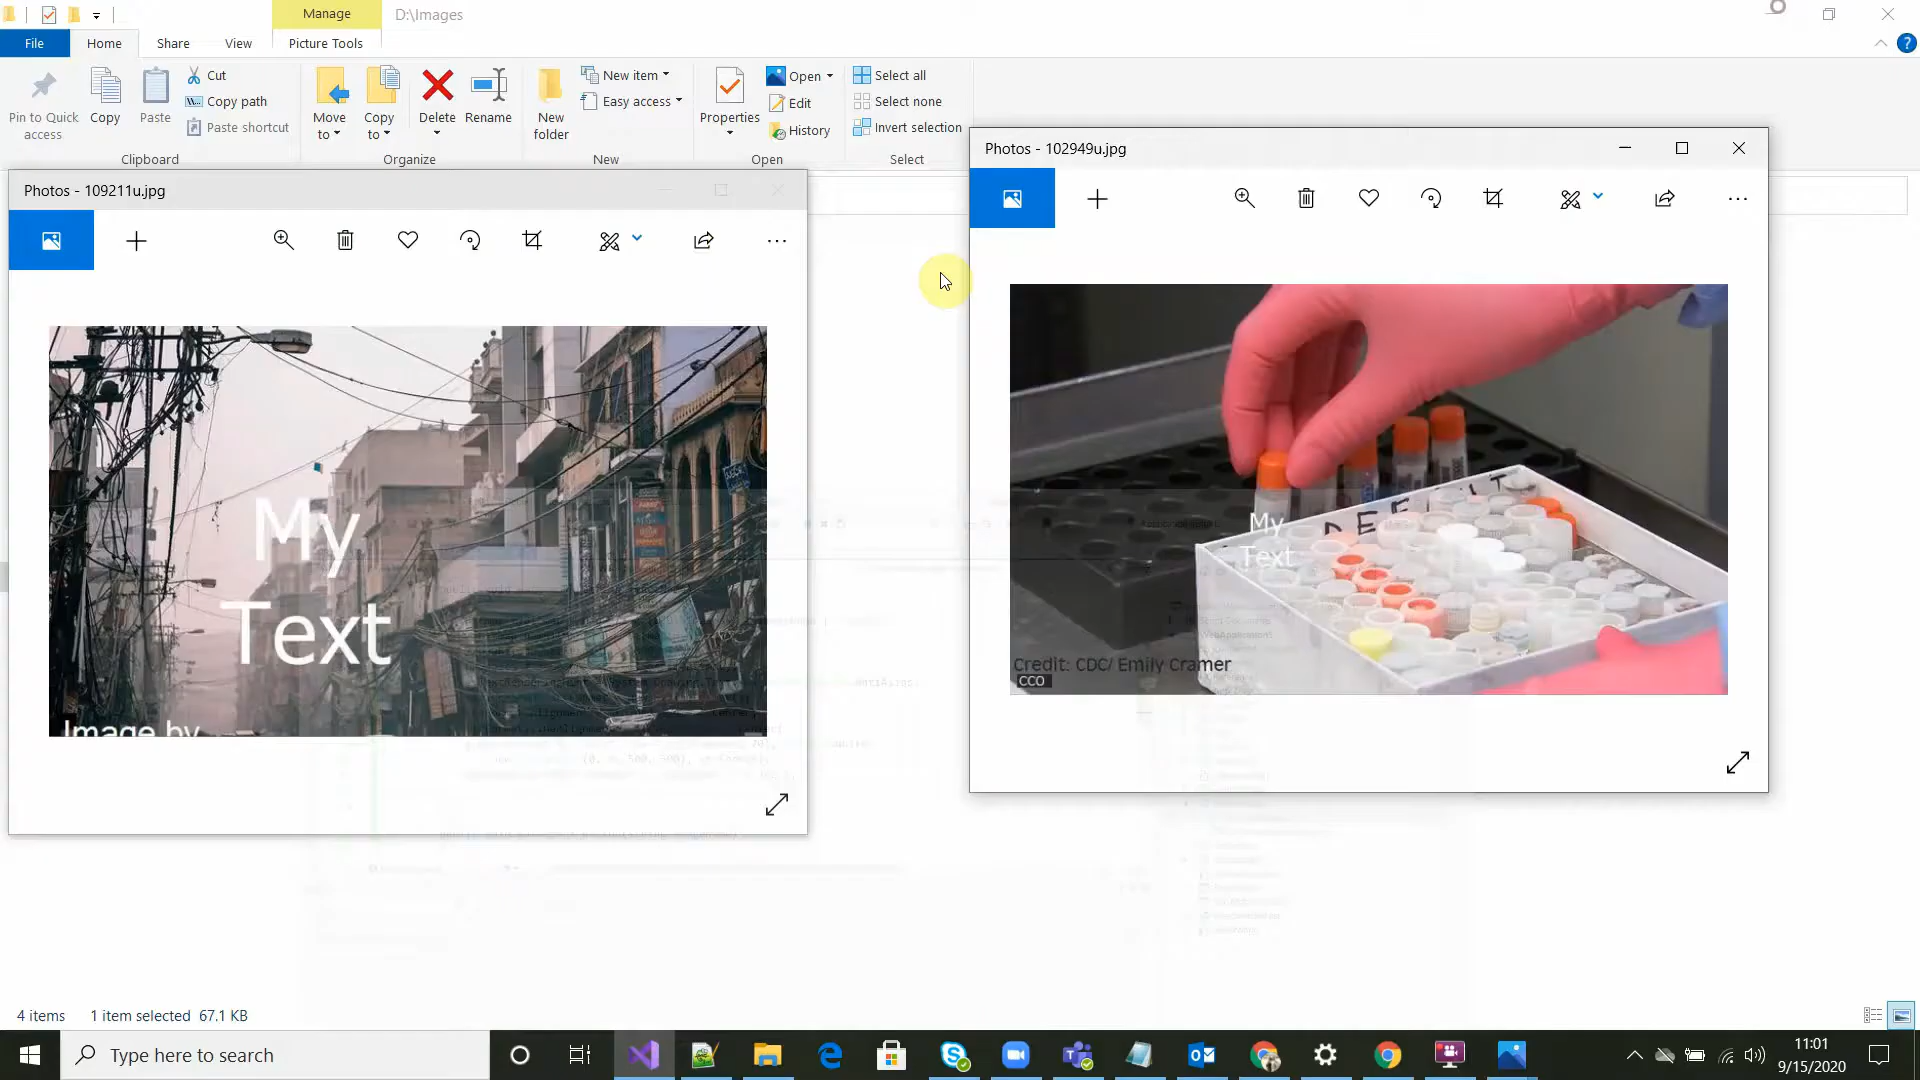 Manage
D:\Images
File
Home
Share
View
Picture Tools
Pin to Quick access
Copy
Paste
Cut
Copy path
Paste shortcut
Clipboard
Move to
Copy to
Delete
Rename
Organize
New folder
New item
Easy access
New
Properties
Open
Edit
History
Open
Select all
Select none
Invert selection
Select
Photos - 109211u.jpg
My
Text
Image by
Photos - 102949u.jpg
My
Text
Credit: CDC/ Emily Cramer
CC0
4 items
1 item selected 67.1 KB
Type here to search
11:01
9/15/2020